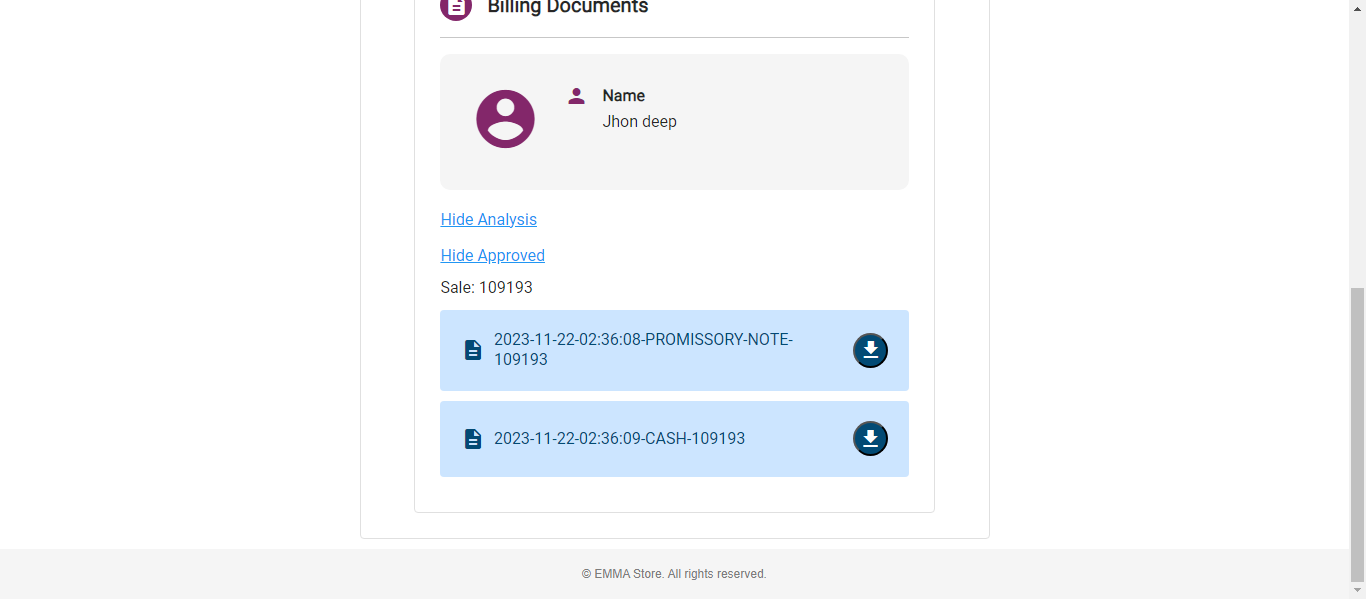 Billing Documents
Name
Jhon deep
Hide Analysis
Hide Approved
Sale: 109193
2023-11-22-02:36:08-PROMISSORY-NOTE-
109193
2023-11-22-02:36:09-CASH-109193
© EMMA Store. All rights reserved.